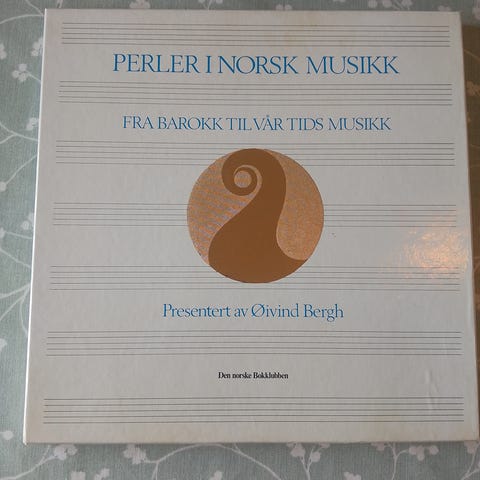 PERLER I NORSK MUSIKK
FRA BAROKK TIL VÅR TIDS MUSIKK
Presentert av Øivind Bergh
Den norske Bokklubben